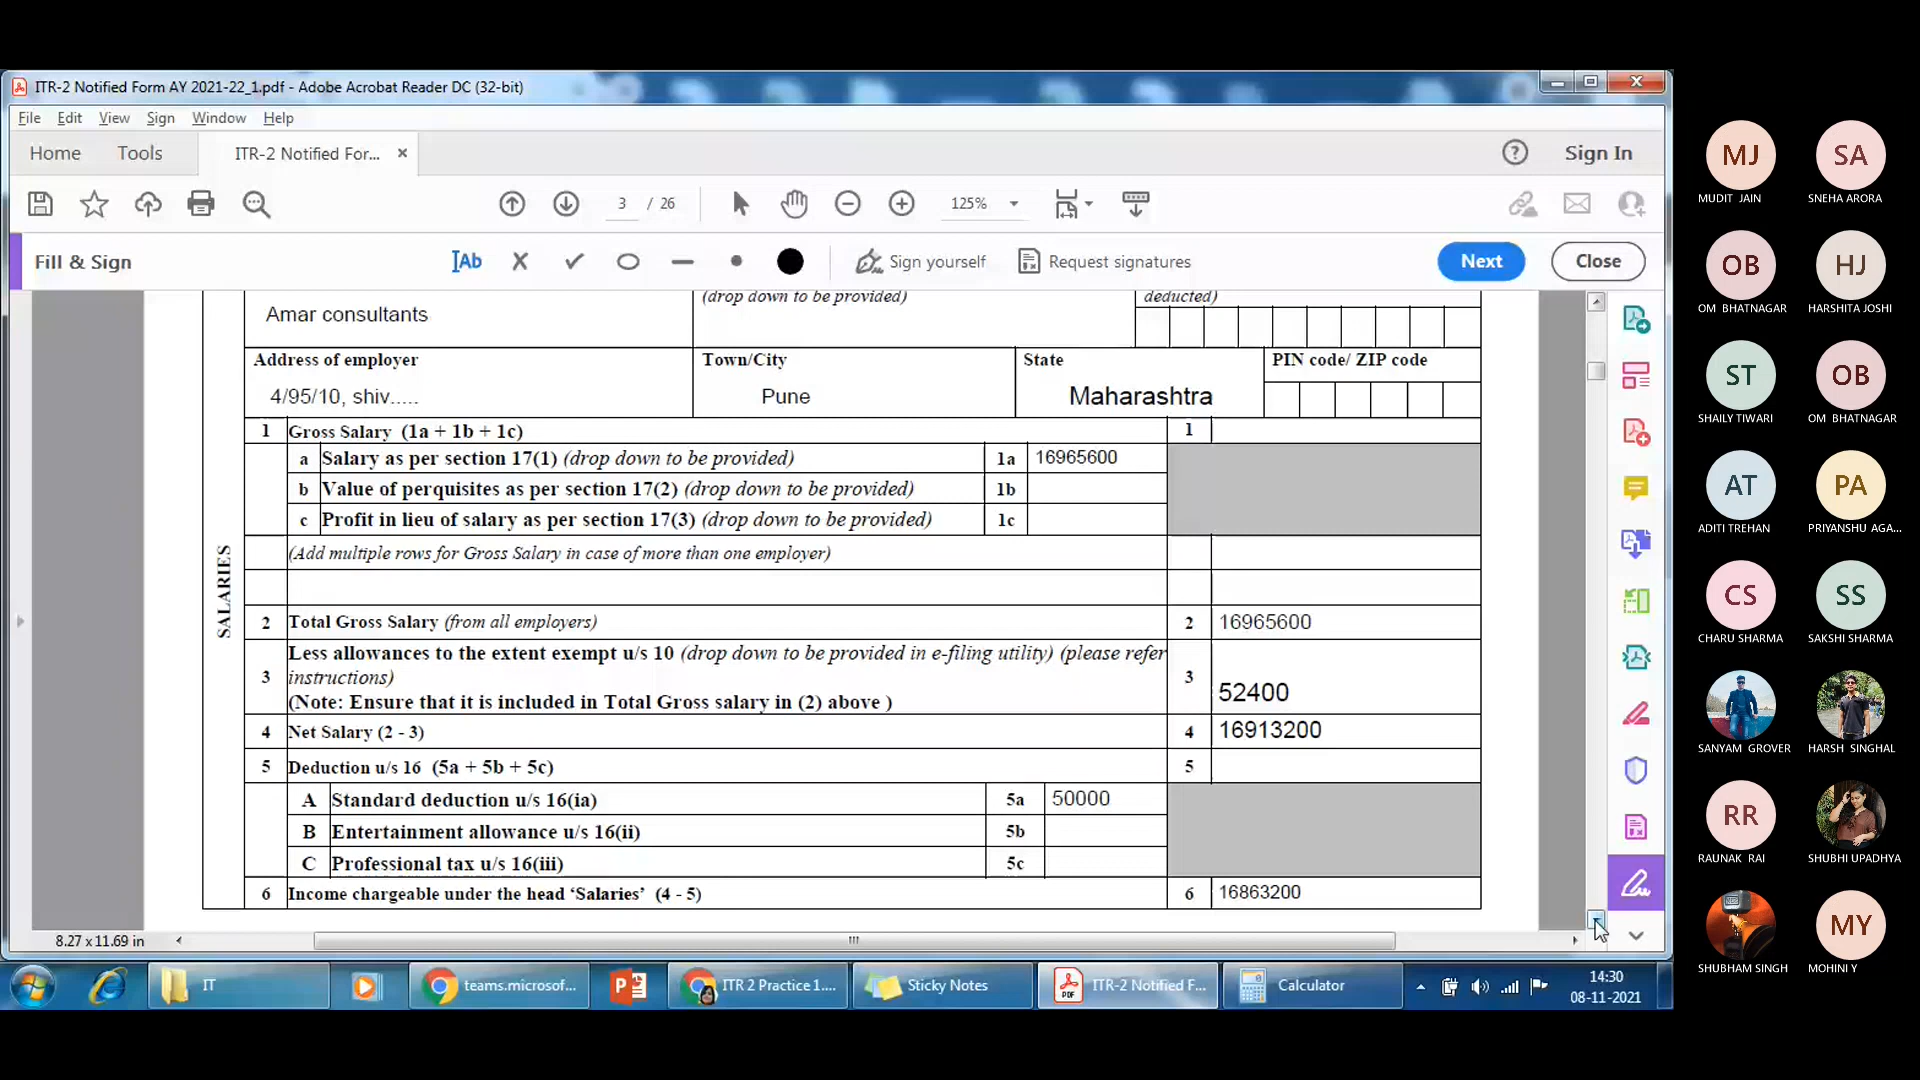 ITR-2 Notified Form AY 2021-22_1.pdf - Adobe Acrobat Reader DC (32-bit)
File Edit View Sign Window Help
Home Tools ITR-2 Notified For... × Sign In
3 / 26 125%
Fill & Sign Ab Sign yourself Request signatures Next Close
(drop down to be provided) deducted)
Amar consultants
Address of employer Town/City State PIN code/ ZIP code
4/95/10, shiv..... Pune Maharashtra
SALARIES
1 Gross Salary (1a + 1b + 1c) 1
a Salary as per section 17(1) (drop down to be provided) 1a 16965600
b Value of perquisites as per section 17(2) (drop down to be provided) 1b
c Profit in lieu of salary as per section 17(3) (drop down to be provided) 1c
(Add multiple rows for Gross Salary in case of more than one employer)
2 Total Gross Salary (from all employers) 2 16965600
3 Less allowances to the extent exempt u/s 10 (drop down to be provided in e-filing utility) (please refer
instructions)
(Note: Ensure that it is included in Total Gross salary in (2) above ) 3 52400
4 Net Salary (2 - 3) 4 16913200
5 Deduction u/s 16 (5a + 5b + 5c) 5
A Standard deduction u/s 16(ia) 5a 50000
B Entertainment allowance u/s 16(ii) 5b
C Professional tax u/s 16(iii) 5c
6 Income chargeable under the head ‘Salaries’ (4 - 5) 6 16863200
8.27 x 11.69 in
IT teams.microsof... ITR 2 Practice 1.... Sticky Notes ITR-2 Notified F... Calculator 14:30
08-11-2021
MJ SA
MUDIT JAIN SNEHA ARORA
OB HJ
OM BHATNAGAR HARSHITA JOSHI
ST OB
SHAILY TIWARI OM BHATNAGAR
AT PA
ADITI TREHAN PRIYANSHU AGA...
CS SS
CHARU SHARMA SAKSHI SHARMA
SANYAM GROVER HARSH SINGHAL
RR
RAUNAK RAI SHUBHI UPADHYA
MY
SHUBHAM SINGH MOHINI Y